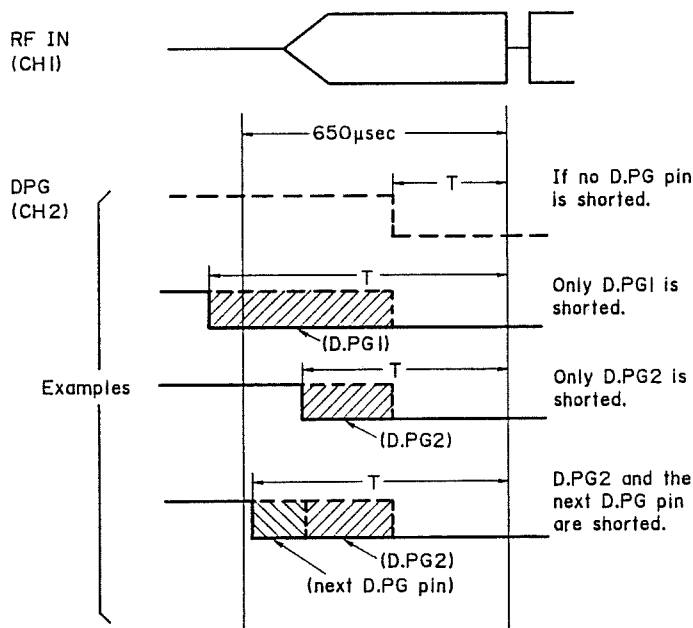 RF IN
(CH1)
650μsec
DPG
(CH2)
T
If no D.PG pin
is shorted.
T
Only D.PG1 is
shorted.
(D.PG1)
Examples
T
Only D.PG2 is
shorted.
(D.PG2)
T
D.PG2 and the
next D.PG pin
are shorted.
(D.PG2)
(next D.PG pin)